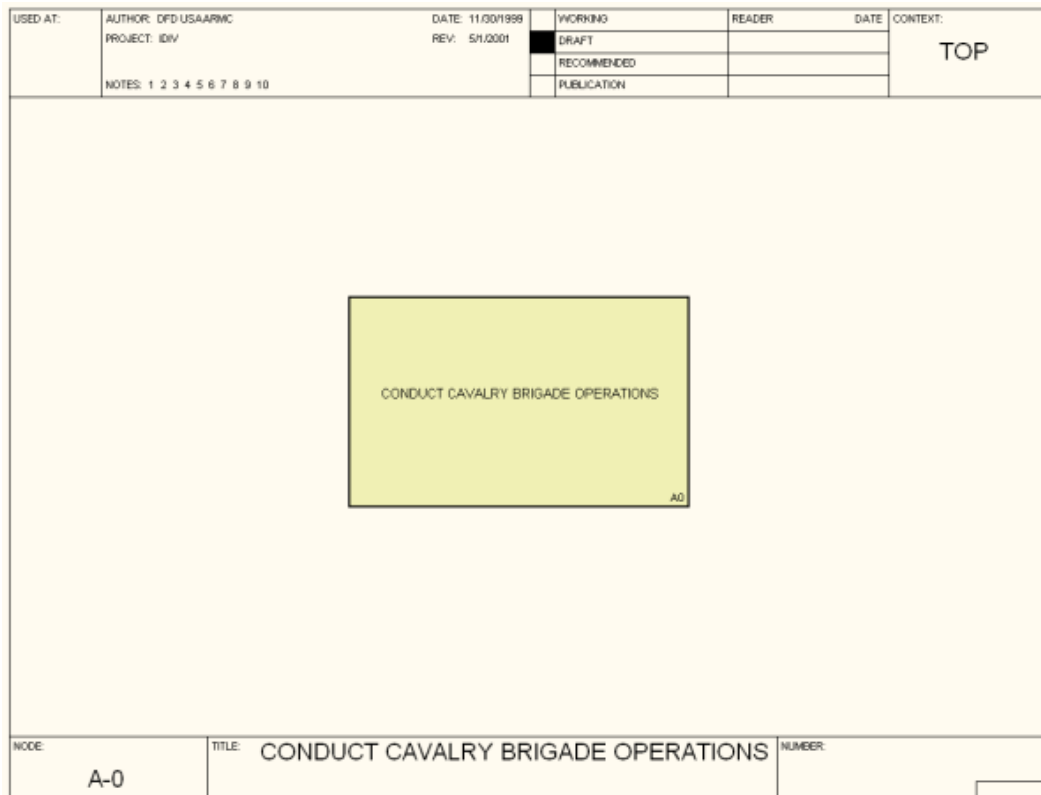 USED AT:
AUTHOR: DFD USAARMC
DATE: 11/30/1999
PROJECT: IDIV
REV: 5/1/2001
NOTES: 1 2 3 4 5 6 7 8 9 10
WORKING
DRAFT
RECOMMENDED
PUBLICATION
READER
DATE
CONTEXT:
TOP
CONDUCT CAVALRY BRIGADE OPERATIONS
A0
NODE:
A-0
TITLE:
CONDUCT CAVALRY BRIGADE OPERATIONS
NUMBER: